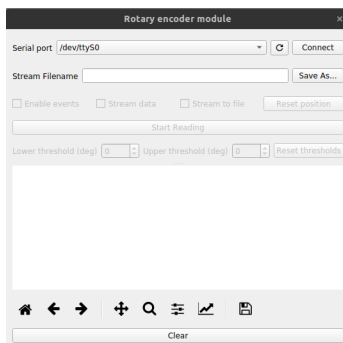 Rotary encoder module ×
Serial port /dev/ttyS0 Connect
Stream Filename Save As...
Enable events Stream data Stream to file Reset position
Start Reading
Lower threshold (deg) 0 Upper threshold (deg) 0 Reset thresholds
Clear